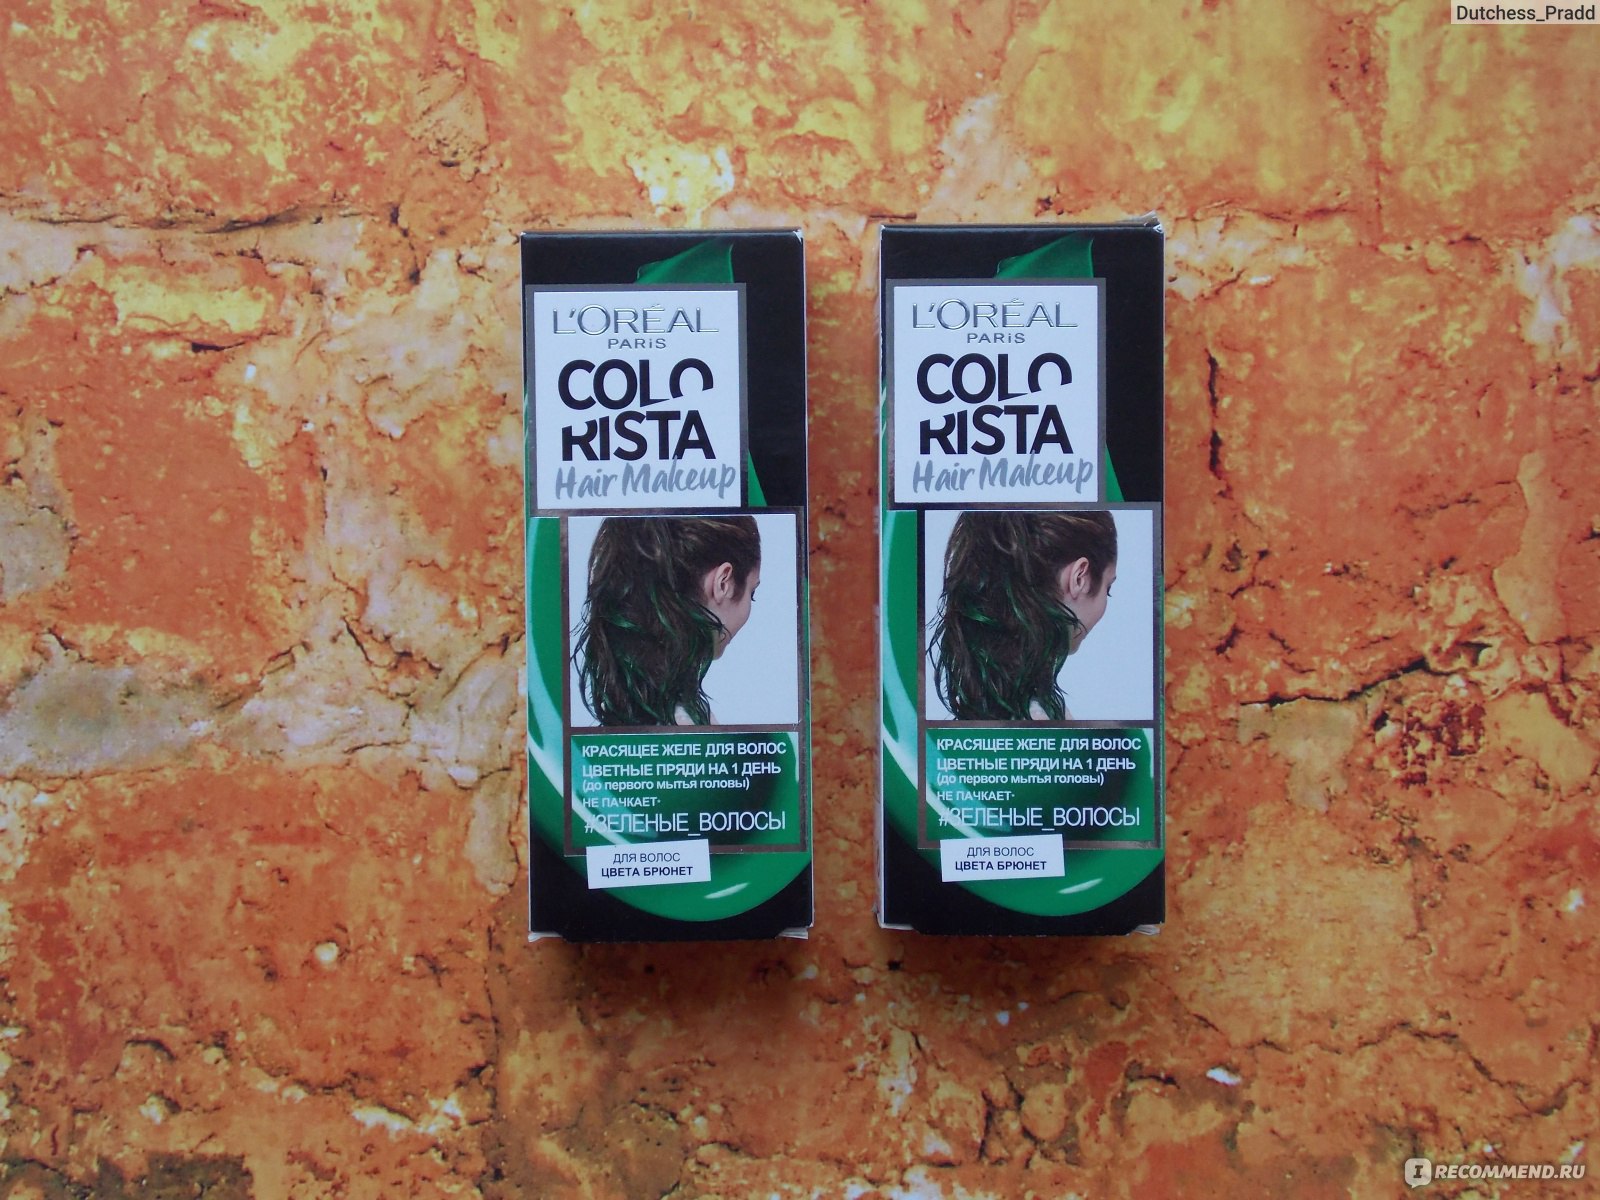 Dutchess_Pradd
L'ORÉAL
PARIS
COLO
RISTA
Hair Makeup
КРАСЯЩЕЕ ЖЕЛЕ ДЛЯ ВОЛОС
ЦВЕТНЫЕ ПРЯДИ НА 1 ДЕНЬ
(до первого мытья головы)
НЕ ПАЧКАЕТ*
#ЗЕЛЕНЫЕ_ВОЛОСЫ
ДЛЯ ВОЛОС
ЦВЕТА БРЮНЕТ
L'ORÉAL
PARIS
COLO
RISTA
Hair Makeup
КРАСЯЩЕЕ ЖЕЛЕ ДЛЯ ВОЛОС
ЦВЕТНЫЕ ПРЯДИ НА 1 ДЕНЬ
(до первого мытья головы)
НЕ ПАЧКАЕТ*
#ЗЕЛЕНЫЕ_ВОЛОСЫ
ДЛЯ ВОЛОС
ЦВЕТА БРЮНЕТ
IRECOMMEND.RU